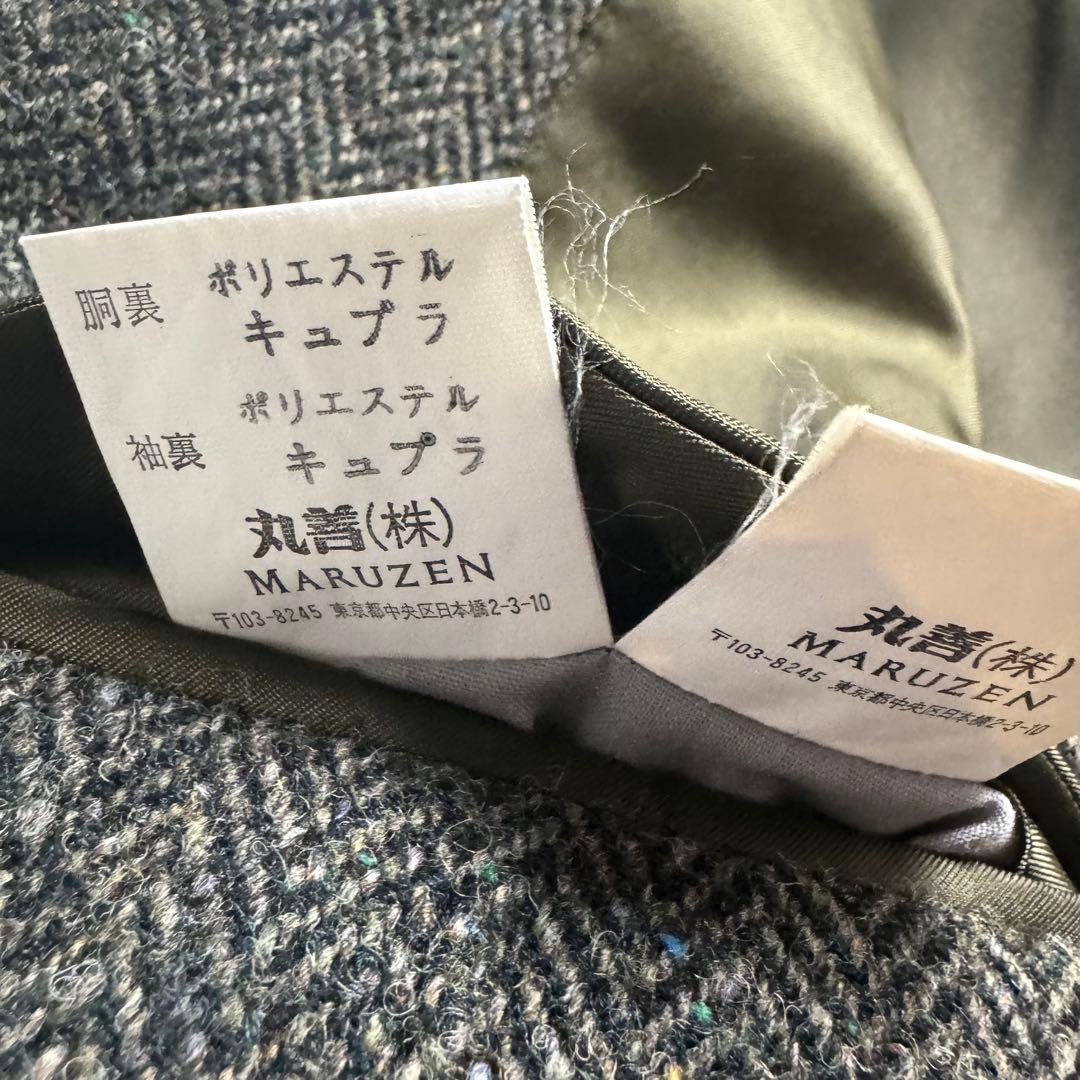 胴裏 ポリエステル
キュプラ
ポリエステル
袖裏 キュプラ
丸善(株)
MARUZEN
〒103-8245 東京都中央区日本橋2-3-10
丸善(株)
MARUZEN
〒103-8245 東京都中央区日本橋2-3-10